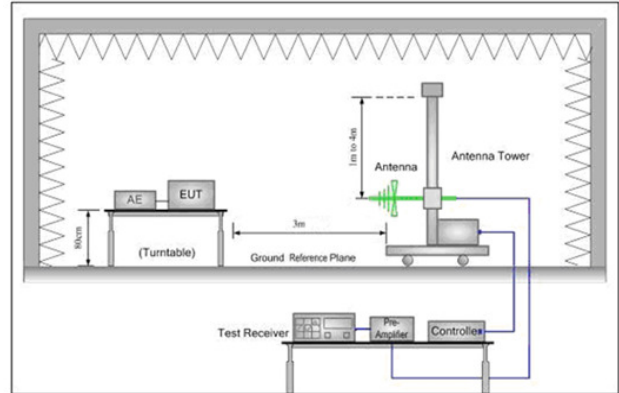 1m to 4m
Antenna
Antenna Tower
AE
EUT
80cm
(Turntable)
3m
Ground Reference Plane
Test Receiver
Pre-
Amplifier
Controller